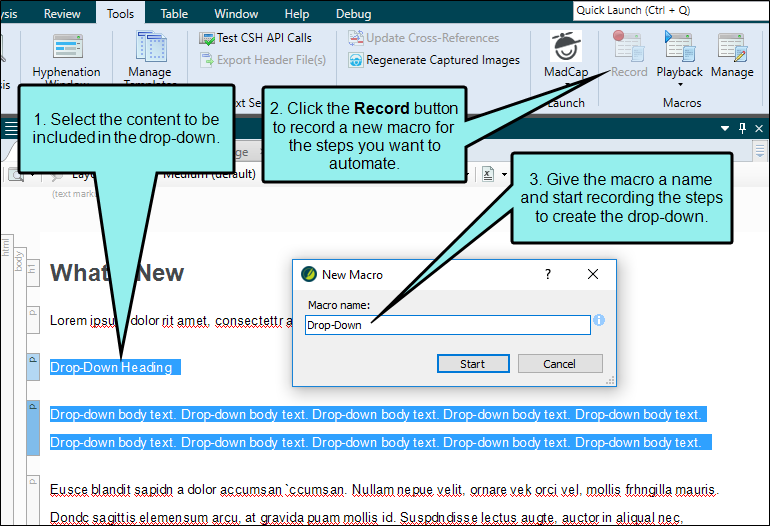 ysis Review Tools Table Window Help Debug
Quick Launch (Ctrl + Q)
Test CSH API Calls
Update Cross-References
Export Header File(s)
Regenerate Captured Images
Hyphenation
Window
Manage
Templates
MadCap
Record
Playback
Manage
Macros
1. Select the content to be
included in the drop-down.
2. Click the Record button
to record a new macro for
the steps you want to
automate.
3. Give the macro a name
and start recording the steps
to create the drop-down.
Medium (default)
(text mark
html
body
h1
What New
p
Lorem ipsu dolor rit amet, consectettr a
New Macro
?
Macro name:
Drop-Down
Start
Cancel
p
Drop-Down Heading
p
Drop-down body text. Drop-down body text. Drop-down body text. Drop-down body text. Drop-down body text.
Drop-down body text. Drop-down body text. Drop-down body text. Drop-down body text. Drop-down body text.
p
Eusce blandit sapidn a dolor accumsan `ccumsan. Nullam nepue velit, ornare vek orci vel, mollis frhngilla mauris.
Dondc sagittis elemensum arcu, at gravida puam mollis id. Suspdndisse lectus augte, auctor in aliqual nec,